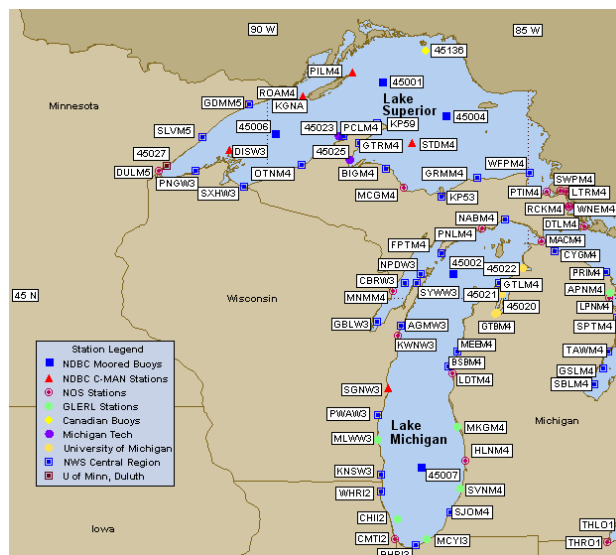 90 W
85 W
45136
PILM4
45001
ROAM4
KGNA
Lake
Superior
Minnesota
GDMM5
KP59
45023
PCLM4
45004
45006
SLVM5
GTRM4
STDM4
45027
45025
DISW3
WFPM4
DULM5
OTNM4
BIGM4
GRMM4
SWPM4
PNGW3
PTIM4
LTRM4
SXHW3
MCGM4
KP53
RCKM4
WNEM4
NABM4
DTLM4
PNLM4
MACM4
FPTM4
CYGM4
NPDW3
45002
45022
PRIM4
CBRW3
GTLM4
APNM4
45 N
Wisconsin
MNMM4
SYWW3
45021
LPNM4
45020
GBLW3
AGMW3
GTBM4
SPTM4
KWNW3
MEEM4
TAWM4
Station Legend
NDBC Moored Buoys
NDBC C-MAN Stations
NOS Stations
GLERL Stations
Canadian Buoys
Michigan Tech
University of Michigan
NWS Central Region
U of Minn, Duluth
BSBM4
GSLM4
LDTM4
SBLM4
SGNW3
PWAW3
Lake
Michigan
MKGM4
Michigan
MLWW3
HLNM4
KNSW3
45007
WHRI2
SVNM4
CHII2
SJOM4
Iowa
THLO1
CMTI2
MCYI3
THRO1